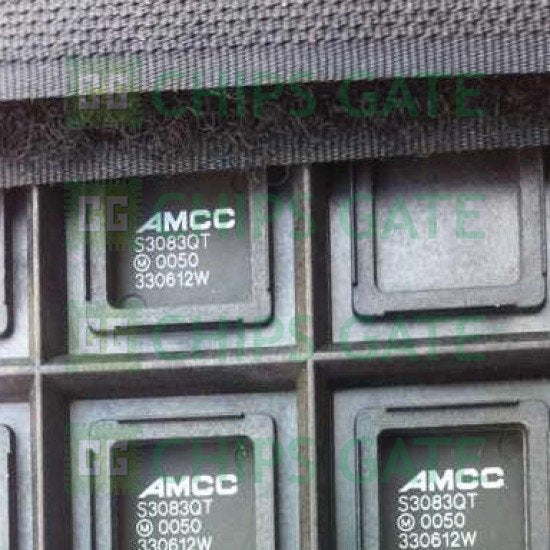 CHIPS GATE
CHIPS GATE
AMCC
S3083QT
Ⓜ 0050
330612W
CHIPS GATE
CHIPS GATE
AMCC
S3083QT
Ⓜ 0050
330612W
AMCC
S3083QT
Ⓜ 0050
330612W